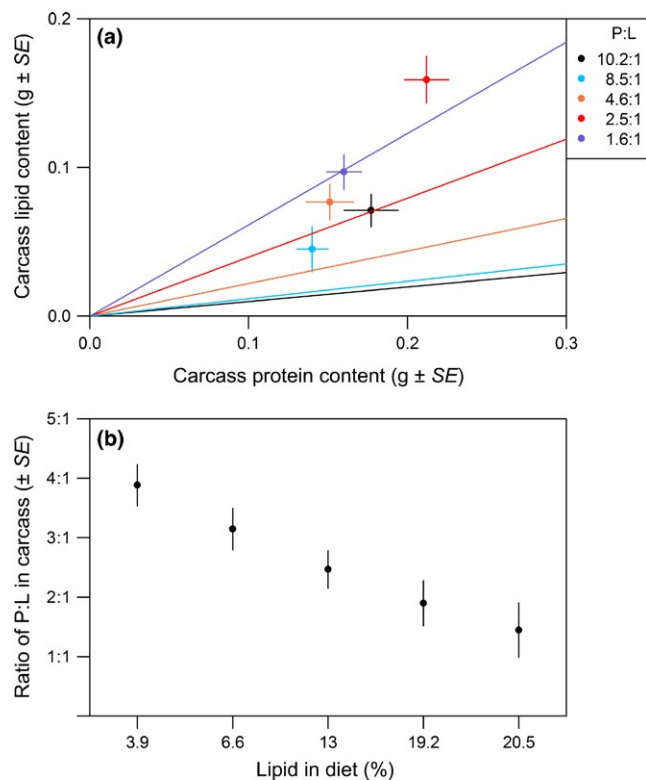 (a)
P:L
10.2:1
8.5:1
4.6:1
2.5:1
1.6:1
Carcass lipid content (g ± SE)
0.2
0.1
0.0
0.0 0.1 0.2 0.3
Carcass protein content (g ± SE)
(b)
Ratio of P:L in carcass (± SE)
5:1
4:1
3:1
2:1
1:1
3.9 6.6 13 19.2 20.5
Lipid in diet (%)